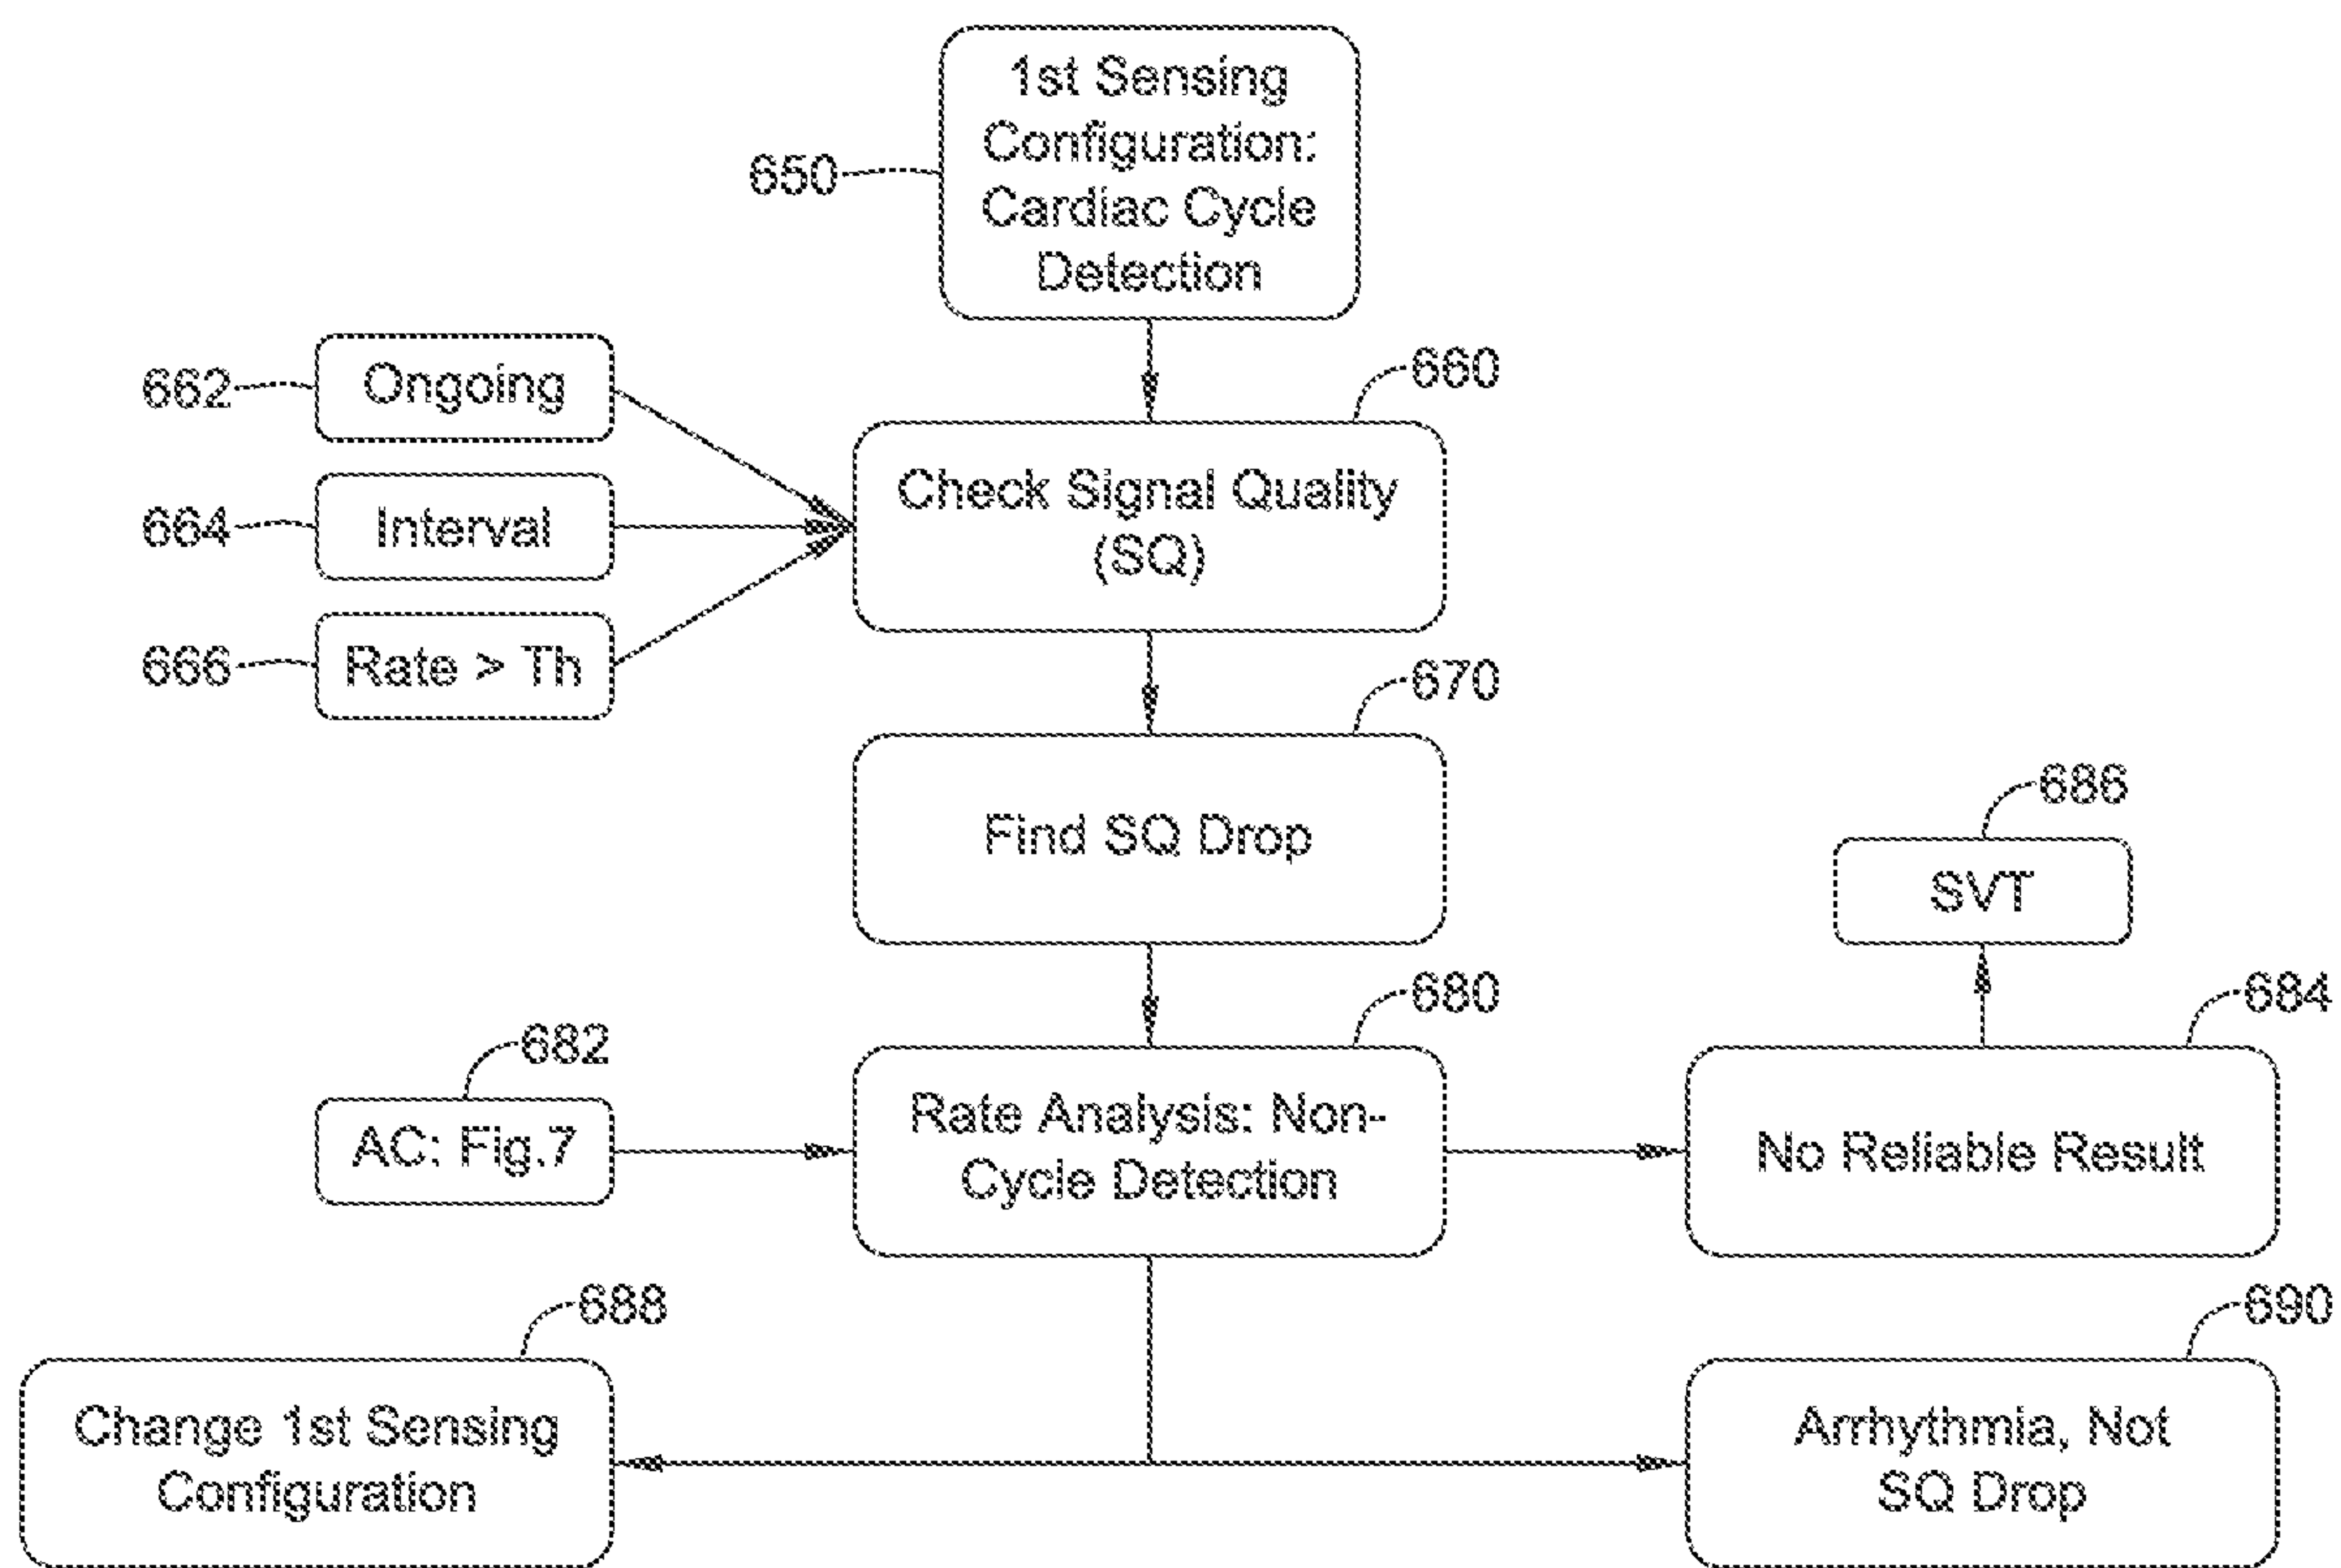 1st Sensing
Configuration:
Cardiac Cycle
Detection
650
660
662
Ongoing
Check Signal Quality
(SQ)
664
Interval
666
Rate > Th
670
Find SQ Drop
686
SVT
680
684
682
AC: Fig.7
Rate Analysis: Non-
Cycle Detection
No Reliable Result
688
690
Change 1st Sensing
Configuration
Arrhythmia, Not
SQ Drop